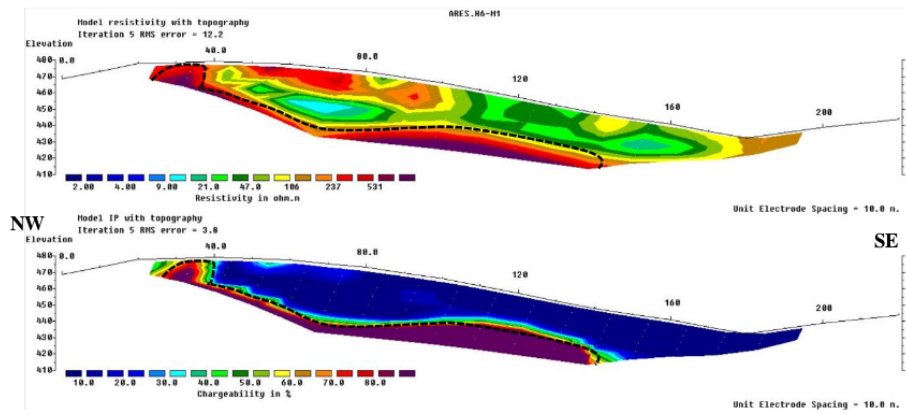 ARES.H6-M1
Model resistivity with topography
Iteration 5 RMS error = 12.2
Elevation
480
470
460
450
440
430
420
410
0.0
40.0
80.0
120
160
200
2.00 4.00 9.00 21.0 47.0 106 237 531
Resistivity in ohm.m
Unit Electrode Spacing = 10.0 m.
NW
SE
Model IP with topography
Iteration 5 RMS error = 3.8
Elevation
480
470
460
450
440
430
420
410
0.0
40.0
80.0
120
160
200
10.0 20.0 30.0 40.0 50.0 60.0 70.0 80.0
Chargeability in %
Unit Electrode Spacing = 10.0 m.